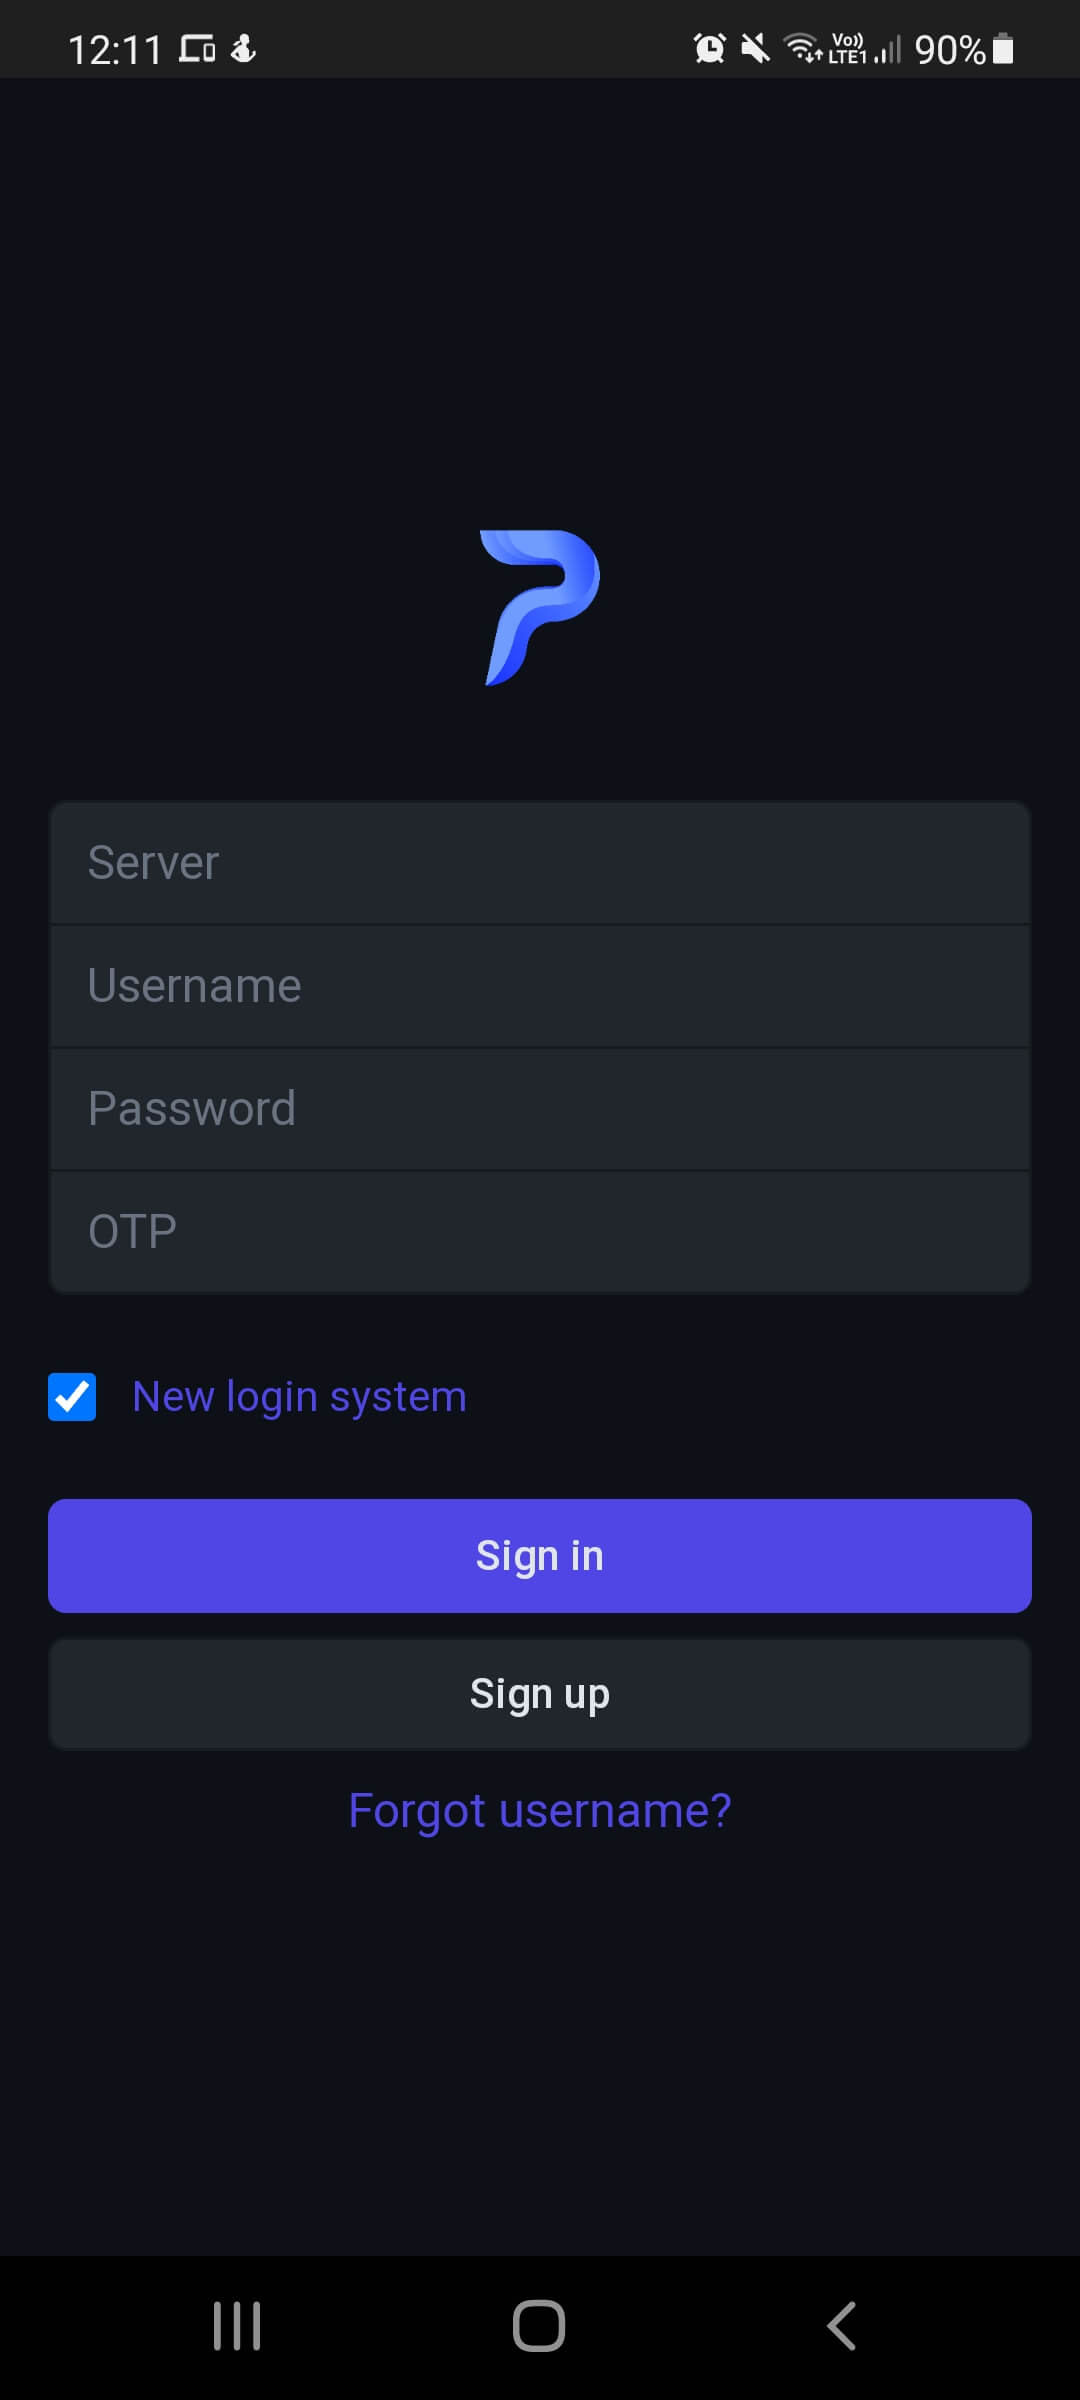 12:11
Vo)) LTE1 90%
Server
Username
Password
OTP
New login system
Sign in
Sign up
Forgot username?